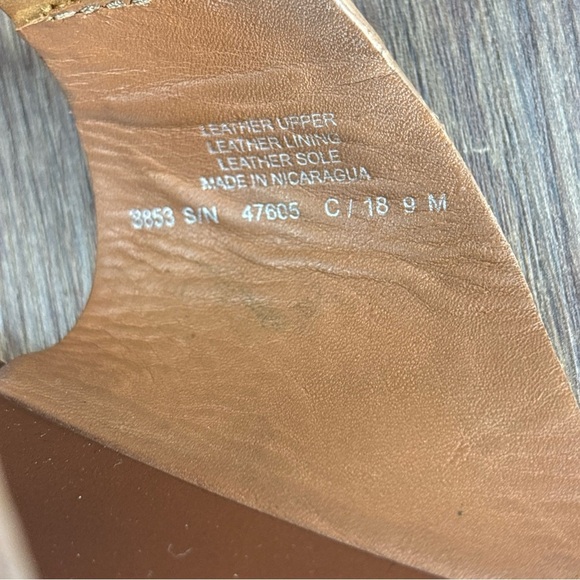 LEATHER UPPER
LEATHER LINING
LEATHER SOLE
MADE IN NICARAGUA
3853 S/N 47605 C / 18 9 M